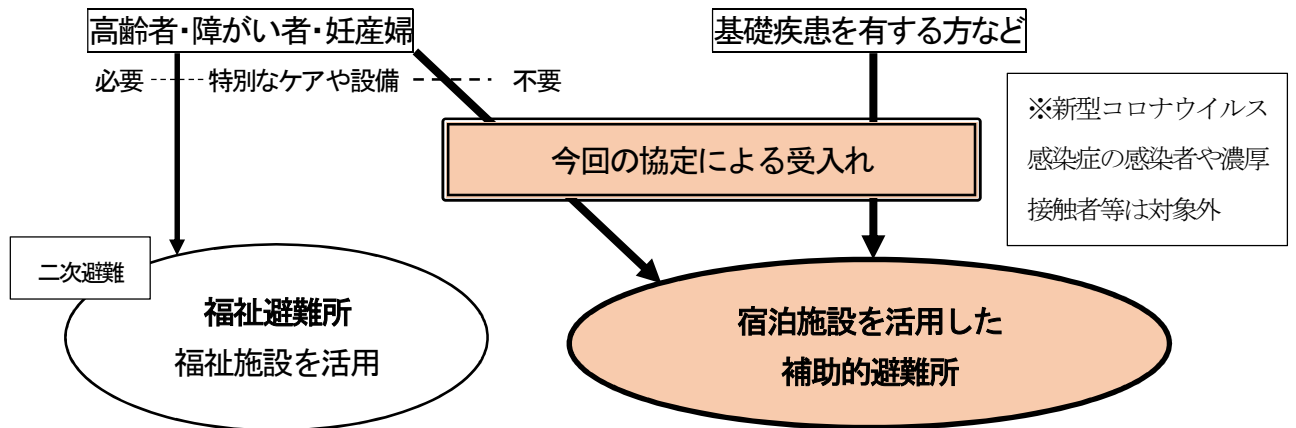 高齢者・障がい者・妊産婦
基礎疾患を有する方など
必要 特別なケアや設備 不要
※新型コロナウイルス
感染症の感染者や濃厚
接触者等は対象外
今回の協定による受入れ
二次避難
福祉避難所
福祉施設を活用
宿泊施設を活用した
補助的避難所